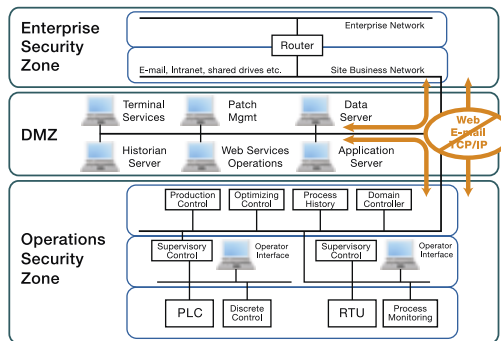 Enterprise
Security
Zone
Enterprise Network
Router
E-mail, Intranet, shared drives etc.
Site Business Network
DMZ
Terminal
Services
Patch
Mgmt
Data
Server
Historian
Server
Web Services
Operations
Application
Server
Web
E-mail
TCP/IP
Operations
Security
Zone
Production
Control
Optimizing
Control
Process
History
Domain
Controller
Supervisory
Control
Operator
Interface
Supervisory
Control
Operator
Interface
PLC
Discrete
Control
RTU
Process
Monitoring